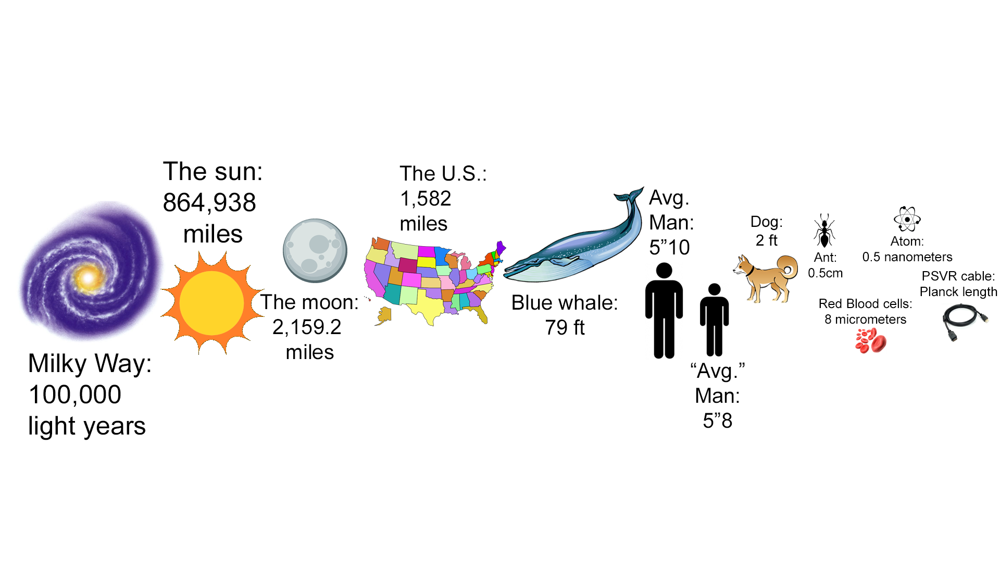 Milky Way:
100,000
light years
The sun:
864,938
miles
The moon:
2,159.2
miles
The U.S.:
1,582
miles
Blue whale:
79 ft
Avg.
Man:
5”10
“Avg.”
Man:
5”8
Dog:
2 ft
Ant:
0.5cm
Atom:
0.5 nanometers
Red Blood cells:
8 micrometers
PSVR cable:
Planck length